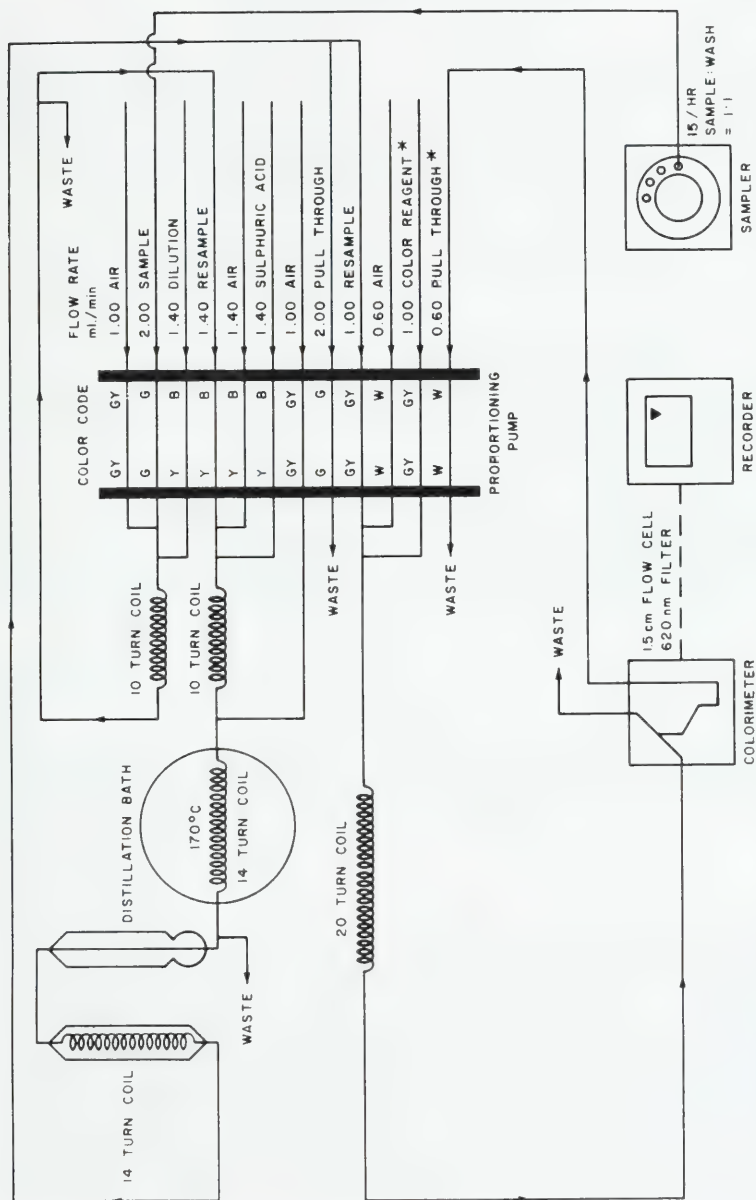 WASTE
FLOW RATE
ml./min
COLOR CODE
GY GY 1.00 AIR
G G 2.00 SAMPLE
Y B 1.40 DILUTION
Y B 1.40 RESAMPLE
Y B 1.40 AIR
Y B 1.40 SULPHURIC ACID
GY GY 1.00 AIR
G G 2.00 PULL THROUGH
GY GY 1.00 RESAMPLE
W W 0.60 AIR
GY GY 1.00 COLOR REAGENT *
W W 0.60 PULL THROUGH *
PROPORTIONING
PUMP
10 TURN COIL
10 TURN COIL
WASTE
WASTE
DISTILLATION BATH
170°C
14 TURN COIL
WASTE
14 TURN COIL
20 TURN COIL
WASTE
1.5 cm FLOW CELL
620 nm FILTER
15 / HR
SAMPLE: WASH
= 1:1
COLORIMETER
RECORDER
SAMPLER